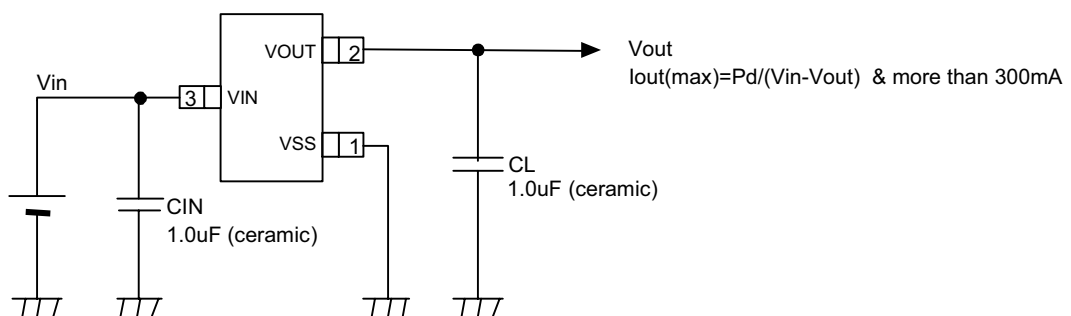 VOUT
2
Vout
Iout(max)=Pd/(Vin-Vout) & more than 300mA
Vin
3
VIN
VSS
1
CL
1.0uF (ceramic)
CIN
1.0uF (ceramic)